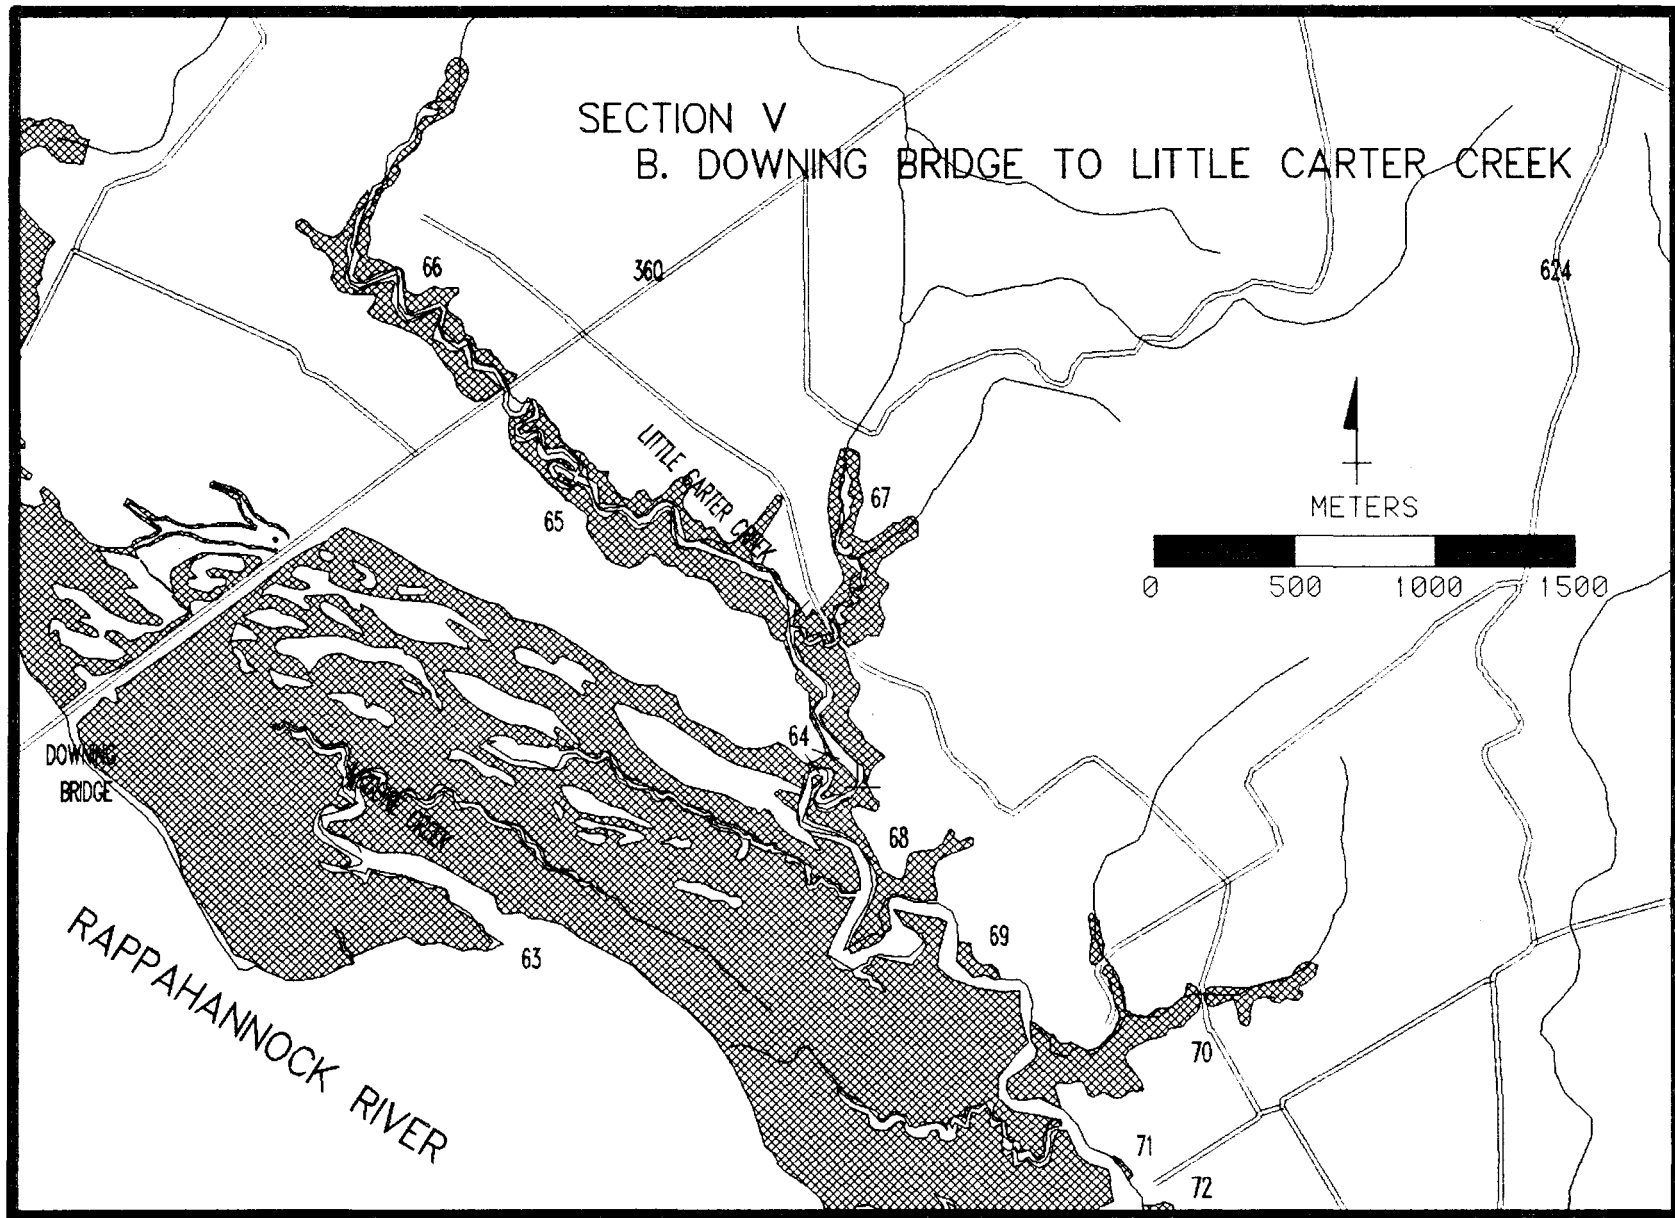 SECTION V
B. DOWNING BRIDGE TO LITTLE CARTER CREEK
66
360
624
LITTLE CARTER CREEK
67
65
METERS
0 500 1000 1500
64
DOWNING
BRIDGE
CREEK
68
69
63
RAPPAHANNOCK RIVER
70
71
72